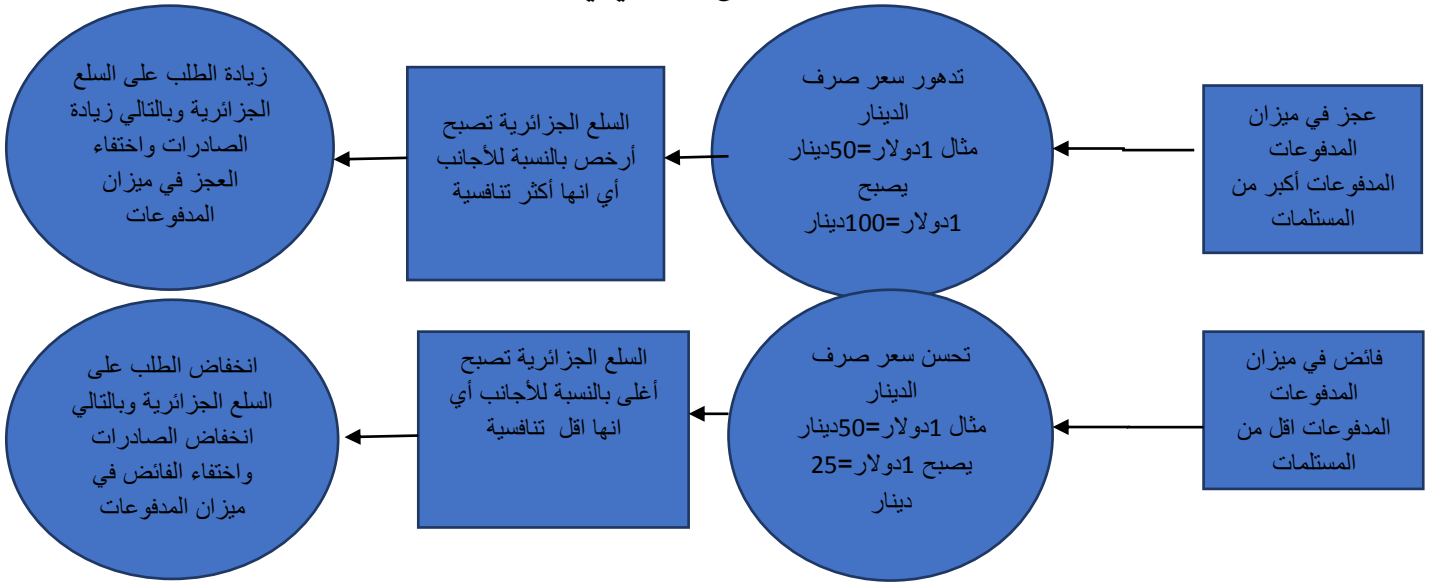 عجز في ميزان
المدفوعات
المدفوعات أكبر من
المستلمات
تدهور سعر صرف
الدينار
مثال 1دولار=50دينار
يصبح
1دولار=100دينار
السلع الجزائرية تصبح
أرخص بالنسبة للأجانب
أي انها أكثر تنافسية
زيادة الطلب على السلع
الجزائرية وبالتالي زيادة
الصادرات واختفاء
العجز في ميزان
المدفوعات
فائض في ميزان
المدفوعات
المدفوعات اقل من
المستلمات
تحسن سعر صرف
الدينار
مثال 1دولار=50دينار
يصبح 1دولار=25
دينار
السلع الجزائرية تصبح
أغلى بالنسبة للأجانب أي
انها اقل تنافسية
انخفاض الطلب على
السلع الجزائرية وبالتالي
انخفاض الصادرات
واختفاء الفائض في
ميزان المدفوعات